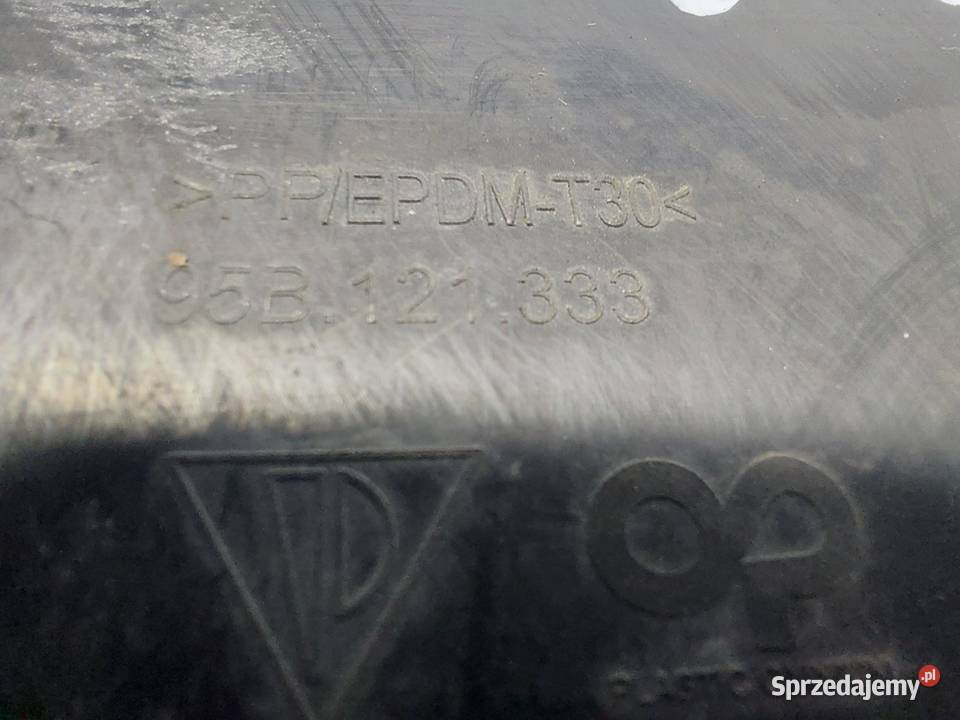 >PP/EPDM-T30<
95B.121.333
Sprzedajemy.pl